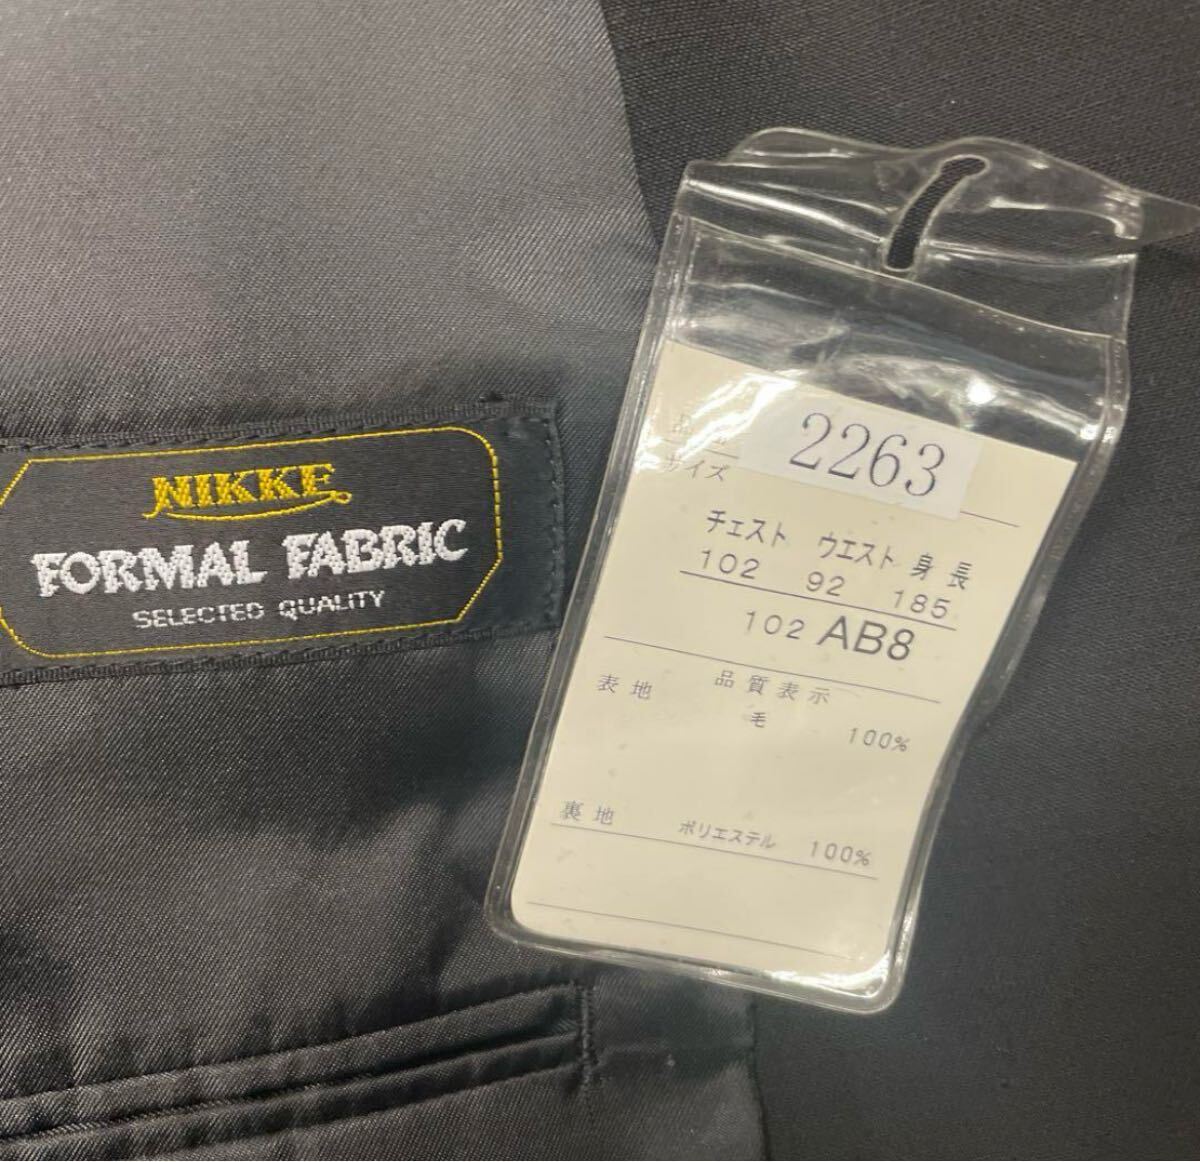 NIKKE
FORMAL FABRIC
SELECTED QUALITY
2263
サイズ
チェスト ウエスト 身長
102 92 185
102 AB8
品質表示
表地
毛 100%
裏地 ポリエステル 100%